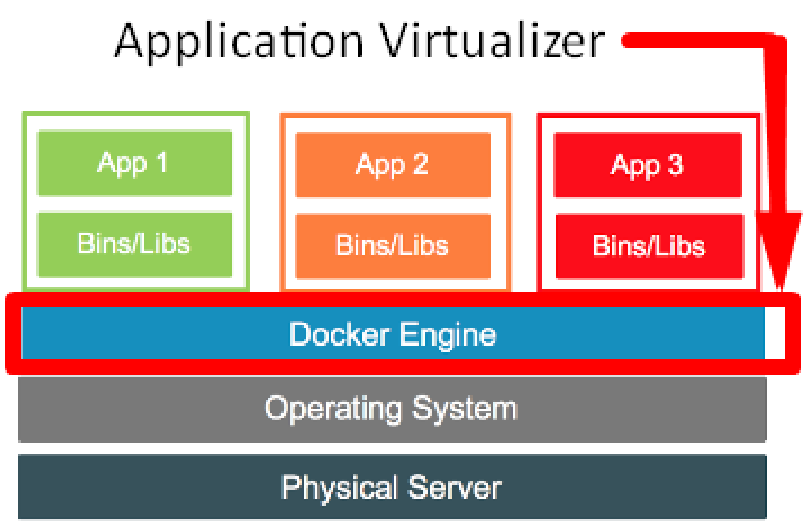 Application Virtualizer
App 1
App 2
App 3
Bins/Libs
Bins/Libs
Bins/Libs
Docker Engine
Operating System
Physical Server